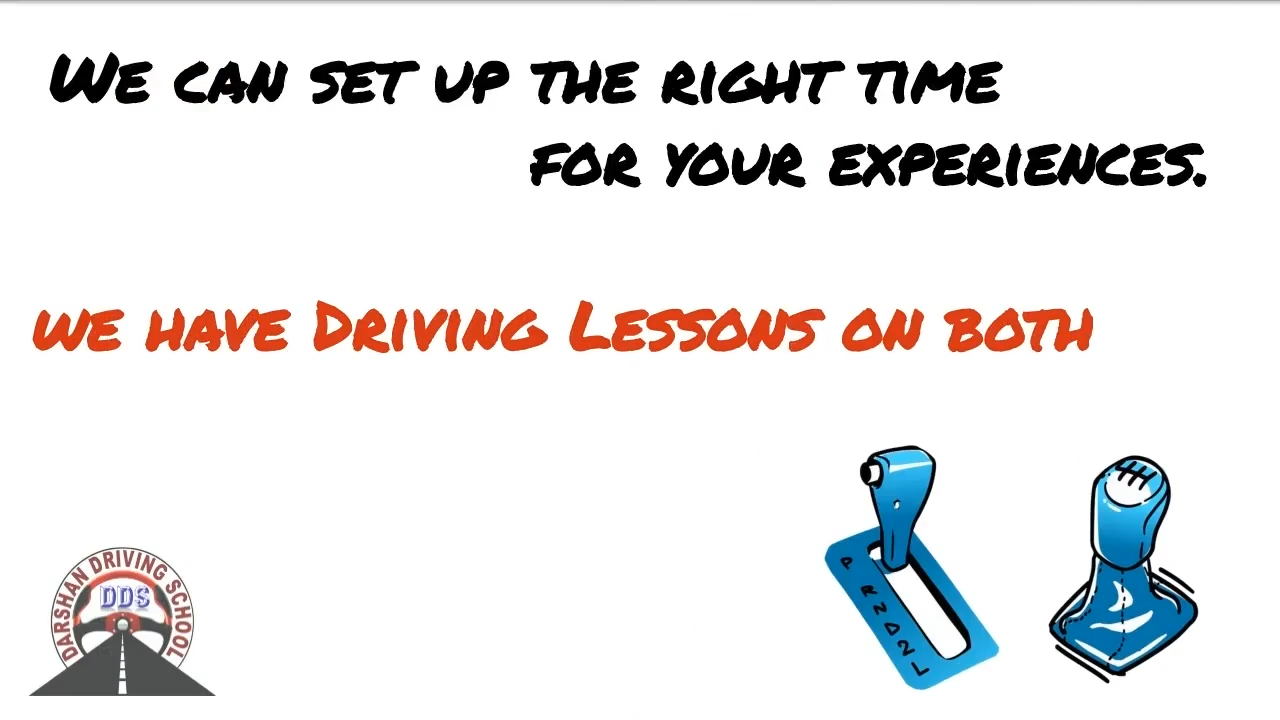 We can set up the right time
for your experiences.
we have Driving Lessons on both
DARSHAN DRIVING SCHOOL
DDS
P
R
N
D
2
L